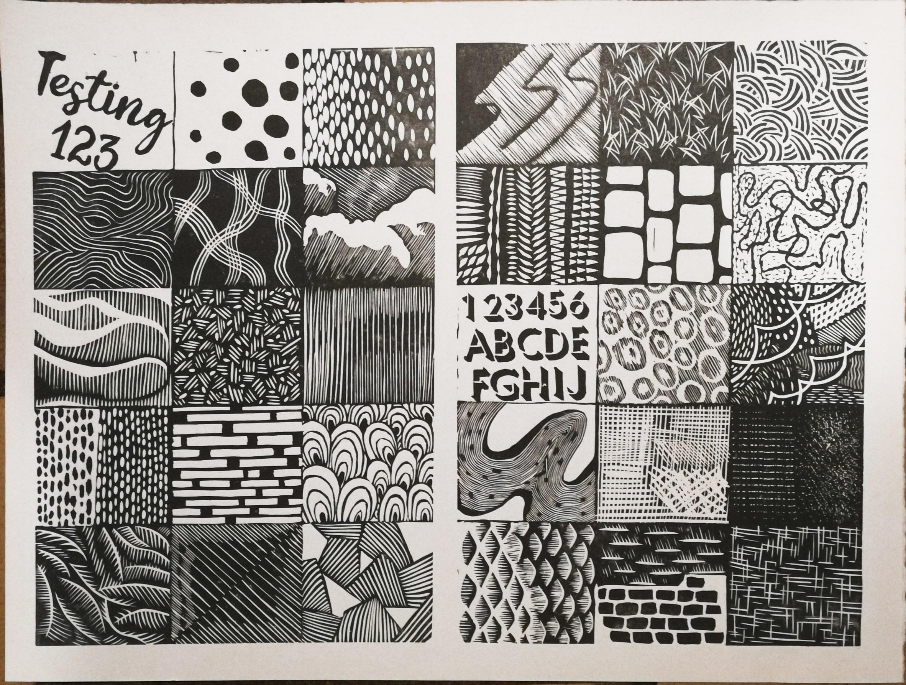 Testing
123
123456
ABCDE
FGHIJ